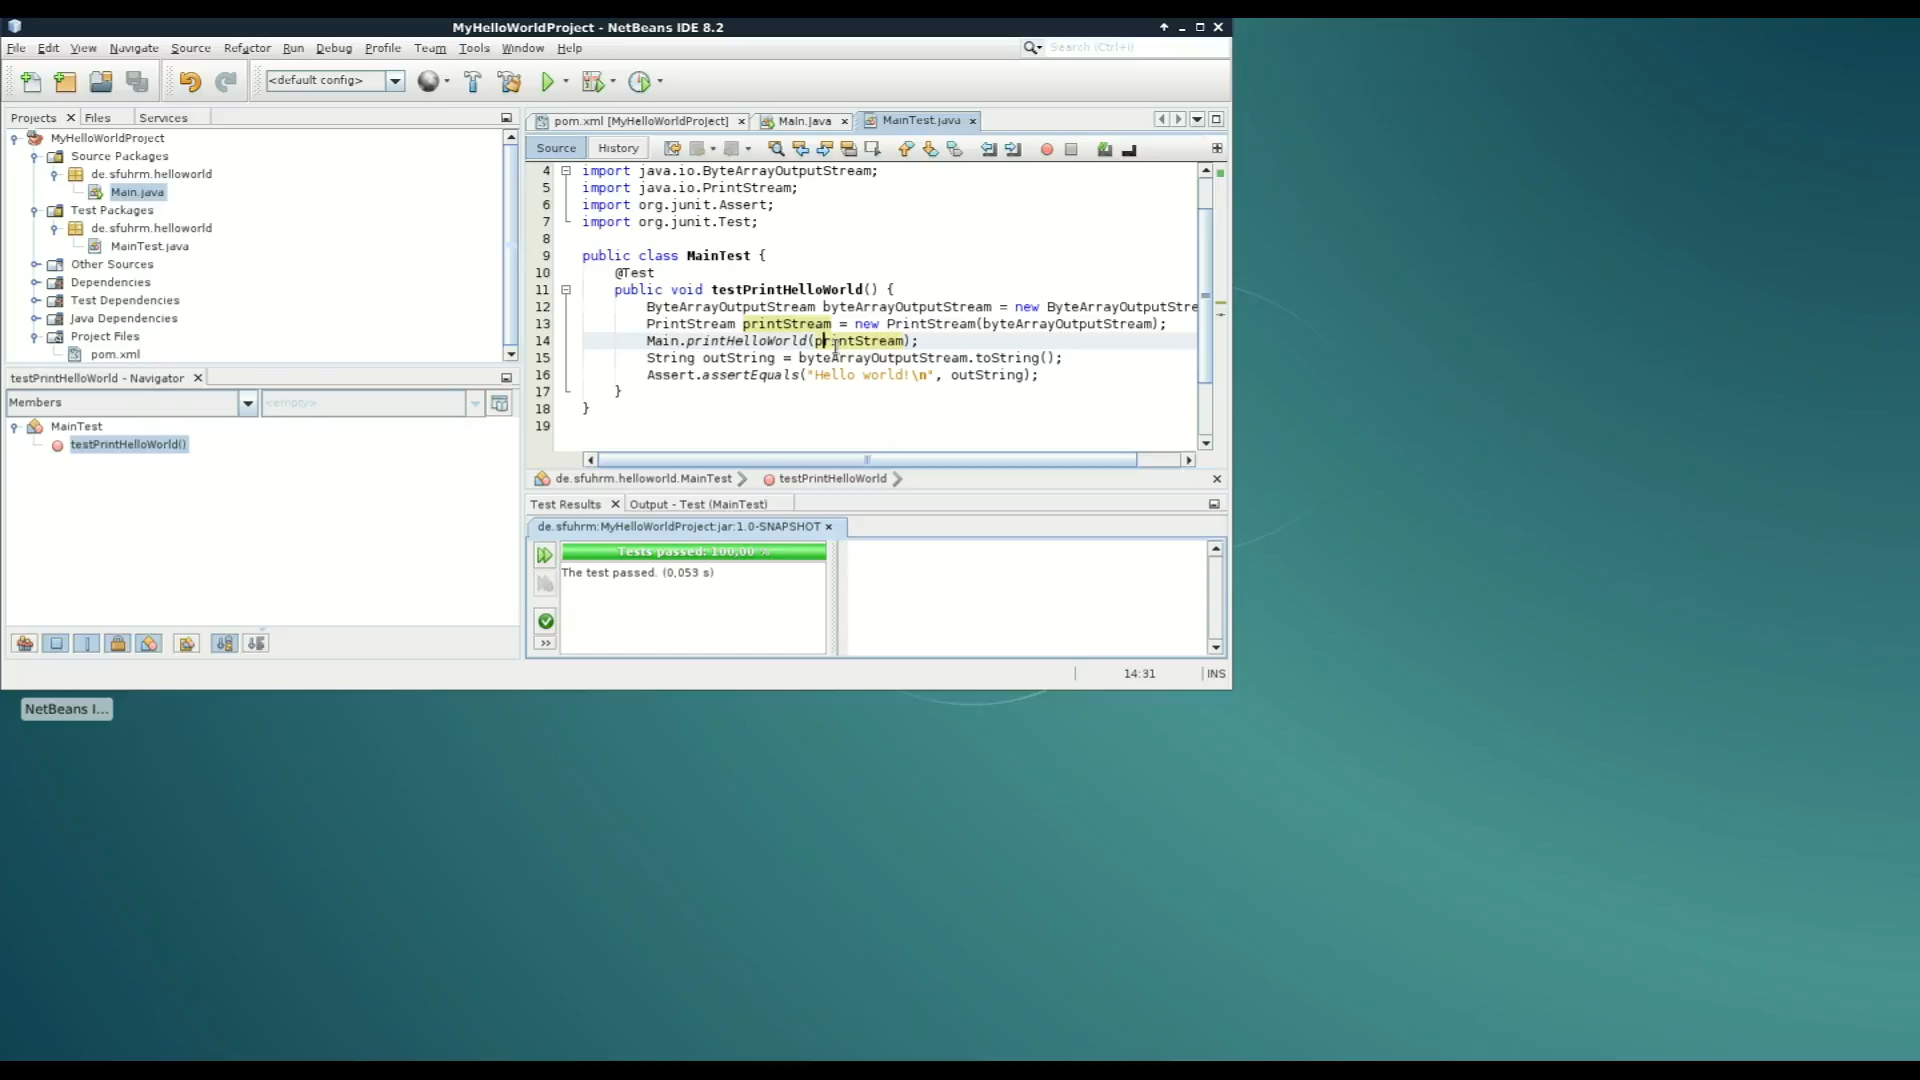 MyHelloWorldProject - NetBeans IDE 8.2
File Edit View Navigate Source Refactor Run Debug Profile Team Tools Window Help
Search (Ctrl+I)
<default config>
Projects Files Services
MyHelloWorldProject
Source Packages
de.sfuhrm.helloworld
Main.java
Test Packages
de.sfuhrm.helloworld
MainTest.java
Other Sources
Dependencies
Test Dependencies
Java Dependencies
Project Files
pom.xml
testPrintHelloWorld - Navigator
Members
<empty>
MainTest
testPrintHelloWorld()
pom.xml [MyHelloWorldProject] Main.java MainTest.java
Source History
4 import java.io.ByteArrayOutputStream;
5 import java.io.PrintStream;
6 import org.junit.Assert;
7 import org.junit.Test;
8
9 public class MainTest {
10 @Test
11 public void testPrintHelloWorld() {
12 ByteArrayOutputStream byteArrayOutputStream = new ByteArrayOutputStre
13 PrintStream printStream = new PrintStream(byteArrayOutputStream);
14 Main.printHelloWorld(printStream);
15 String outString = byteArrayOutputStream.toString();
16 Assert.assertEquals("Hello world!\n", outString);
17 }
18 }
19
de.sfuhrm.helloworld.MainTest testPrintHelloWorld
Test Results Output - Test (MainTest)
de.sfuhrm:MyHelloWorldProject:jar:1.0-SNAPSHOT
Tests passed: 100,00 %
The test passed. (0,053 s)
14:31 INS
NetBeans I...